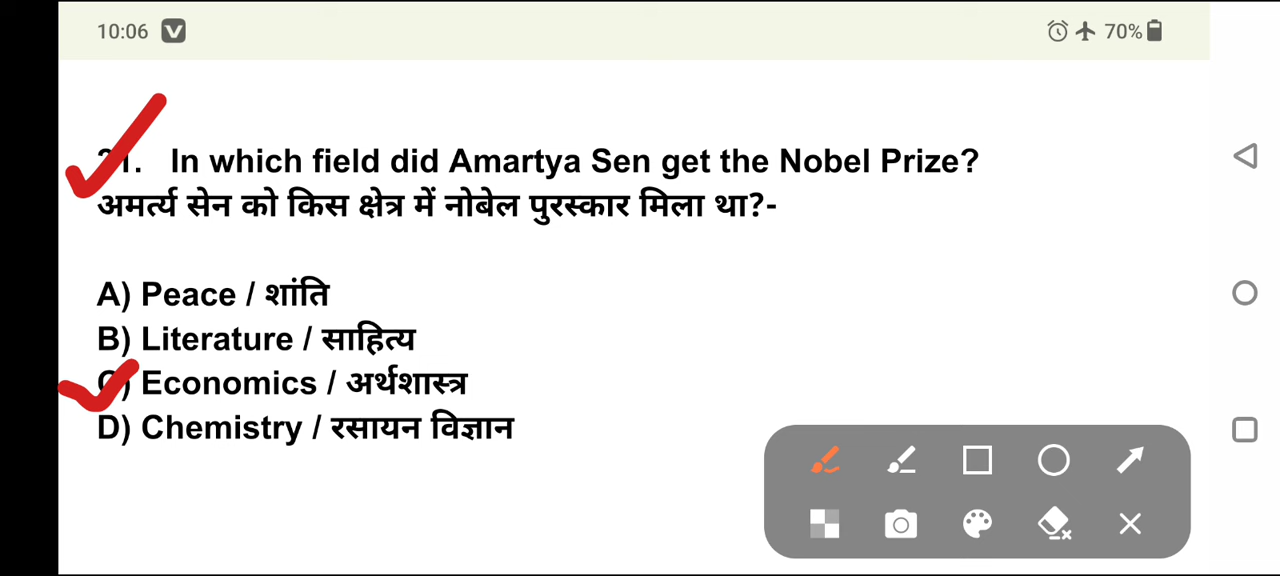 10:06 70%
In which field did Amartya Sen get the Nobel Prize?
अमर्त्य सेन को किस क्षेत्र में नोबेल पुरस्कार मिला था?-
A) Peace / शांति
B) Literature / साहित्य
C) Economics / अर्थशास्त्र
D) Chemistry / रसायन विज्ञान